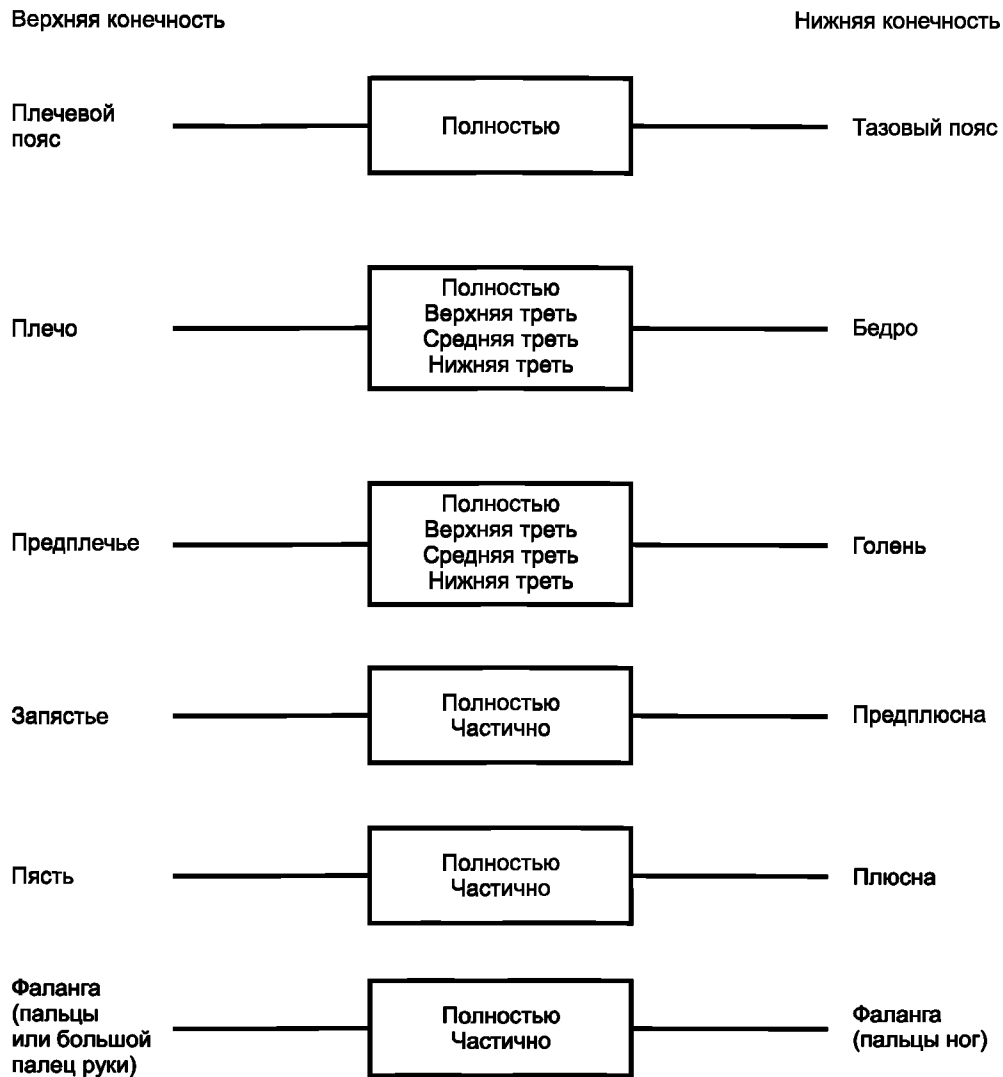 Верхняя конечность
Нижняя конечность
Плечевой
пояс
Полностью
Тазовый пояс
Плечо
Полностью
Верхняя треть
Средняя треть
Нижняя треть
Бедро
Предплечье
Полностью
Верхняя треть
Средняя треть
Нижняя треть
Голень
Запястье
Полностью
Частично
Предплюсна
Пясть
Полностью
Частично
Плюсна
Фаланга
(пальцы
или большой
палец руки)
Полностью
Частично
Фаланга
(пальцы ног)